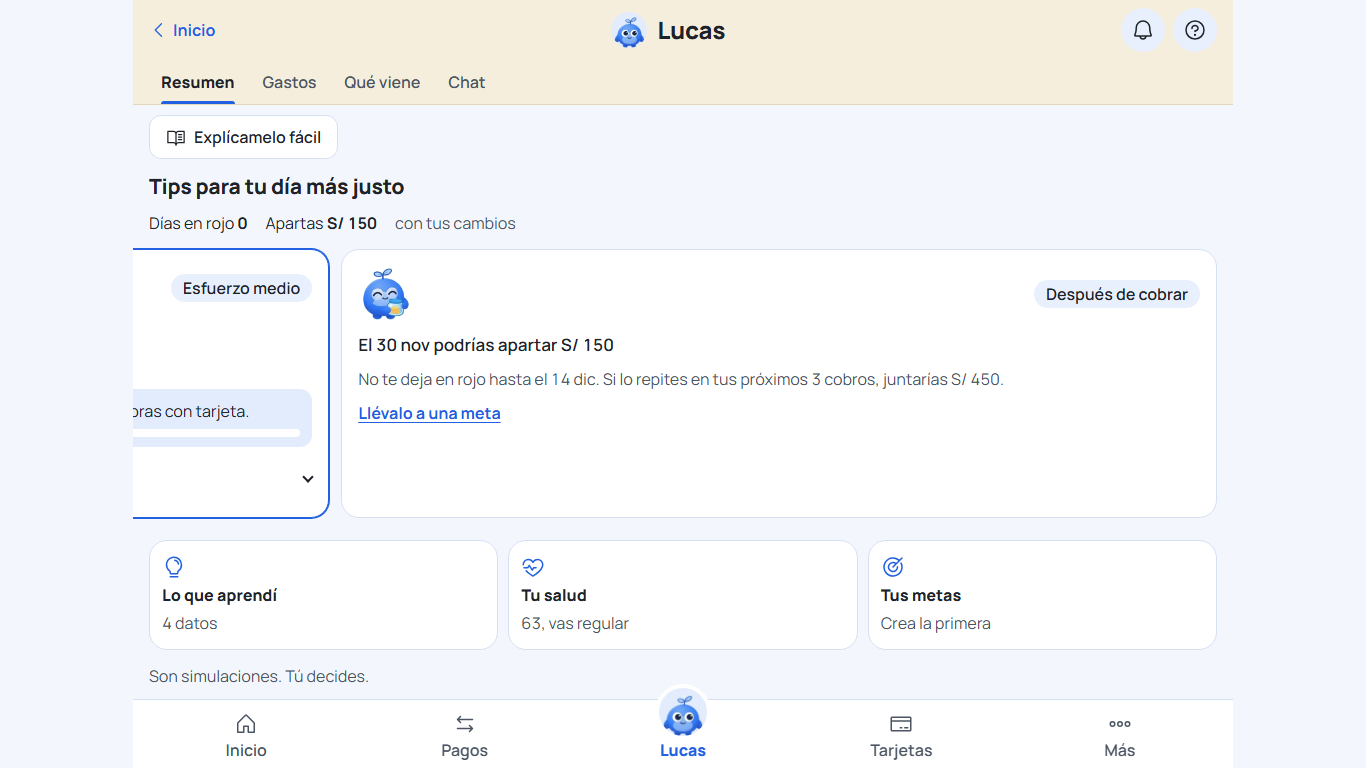 Inicio
Lucas
Resumen
Gastos
Qué viene
Chat
Explícamelo fácil
Tips para tu día más justo
Días en rojo 0
Apartas S/ 150
con tus cambios
Esfuerzo medio
con tarjeta.
Después de cobrar
El 30 nov podrías apartar S/ 150
No te deja en rojo hasta el 14 dic. Si lo repites en tus próximos 3 cobros, juntarías S/ 450.
Llévalo a una meta
Lo que aprendí
4 datos
Tu salud
63, vas regular
Tus metas
Crea la primera
Son simulaciones. Tú decides.
Inicio
Pagos
Lucas
Tarjetas
Más